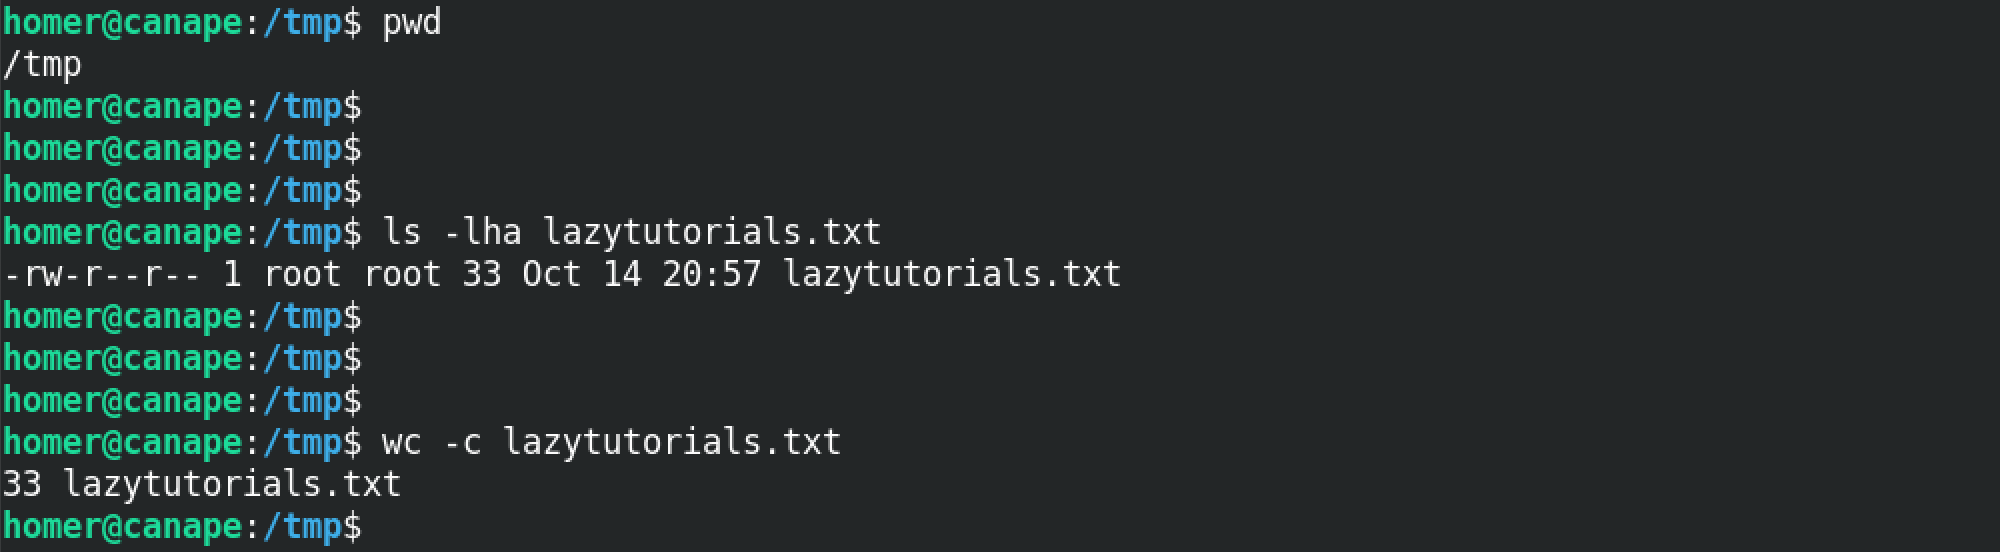 homer@canape:/tmp$ pwd
/tmp
homer@canape:/tmp$
homer@canape:/tmp$
homer@canape:/tmp$
homer@canape:/tmp$ ls -lha lazytutorials.txt
-rw-r--r-- 1 root root 33 Oct 14 20:57 lazytutorials.txt
homer@canape:/tmp$
homer@canape:/tmp$
homer@canape:/tmp$
homer@canape:/tmp$ wc -c lazytutorials.txt
33 lazytutorials.txt
homer@canape:/tmp$